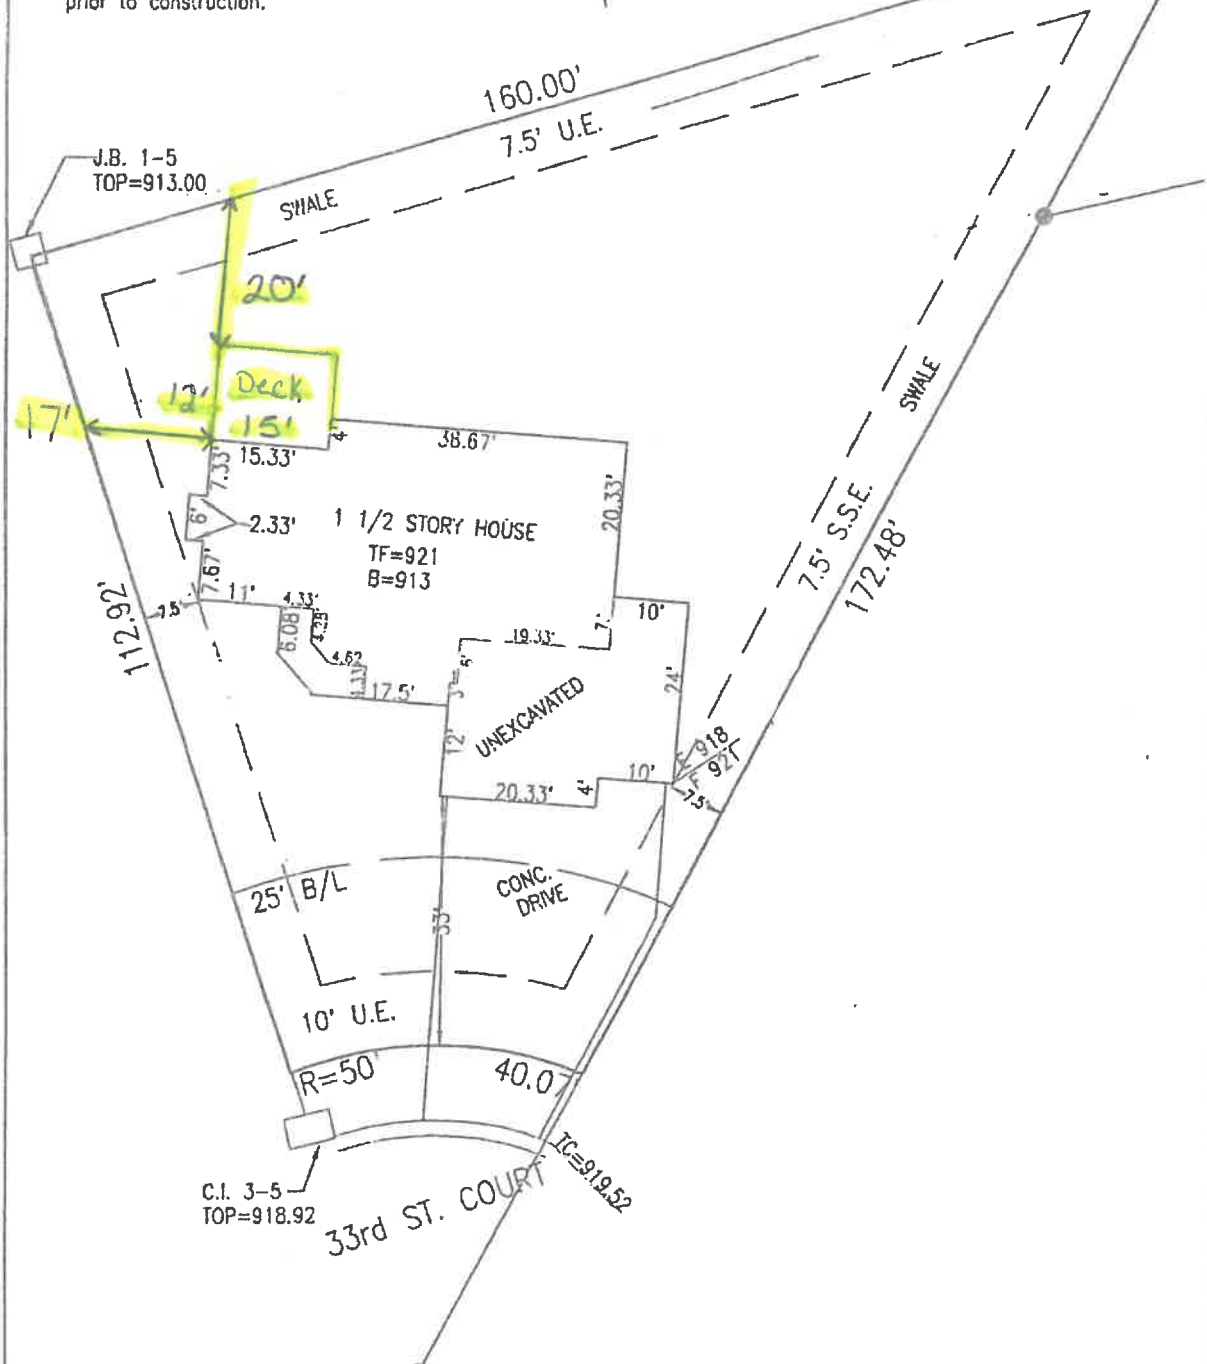 prior to construction.
160.00'
7.5' U.E.
J.B. 1-5
TOP=913.00
SWALE
20'
12'
Deck
15'
17'
4'
38.67'
15.33'
7.33'
SWALE
6'
2.33'
1 1/2 STORY HOUSE
TF=921
B=913
20.33'
7.5' S.S.E.
172.48'
7.67'
11'
4.33'
7.5'
112.92'
6.08'
4.62'
10'
7'
19.33'
17.5'
24'
12'
UNEXCAVATED
918
921
10'
4'
20.33'
7.5'
25' B/L
CONC.
DRIVE
33'
10' U.E.
R=50'
40.07
TC=919.52
C.I. 3-5
TOP=918.92
33rd ST. COURT